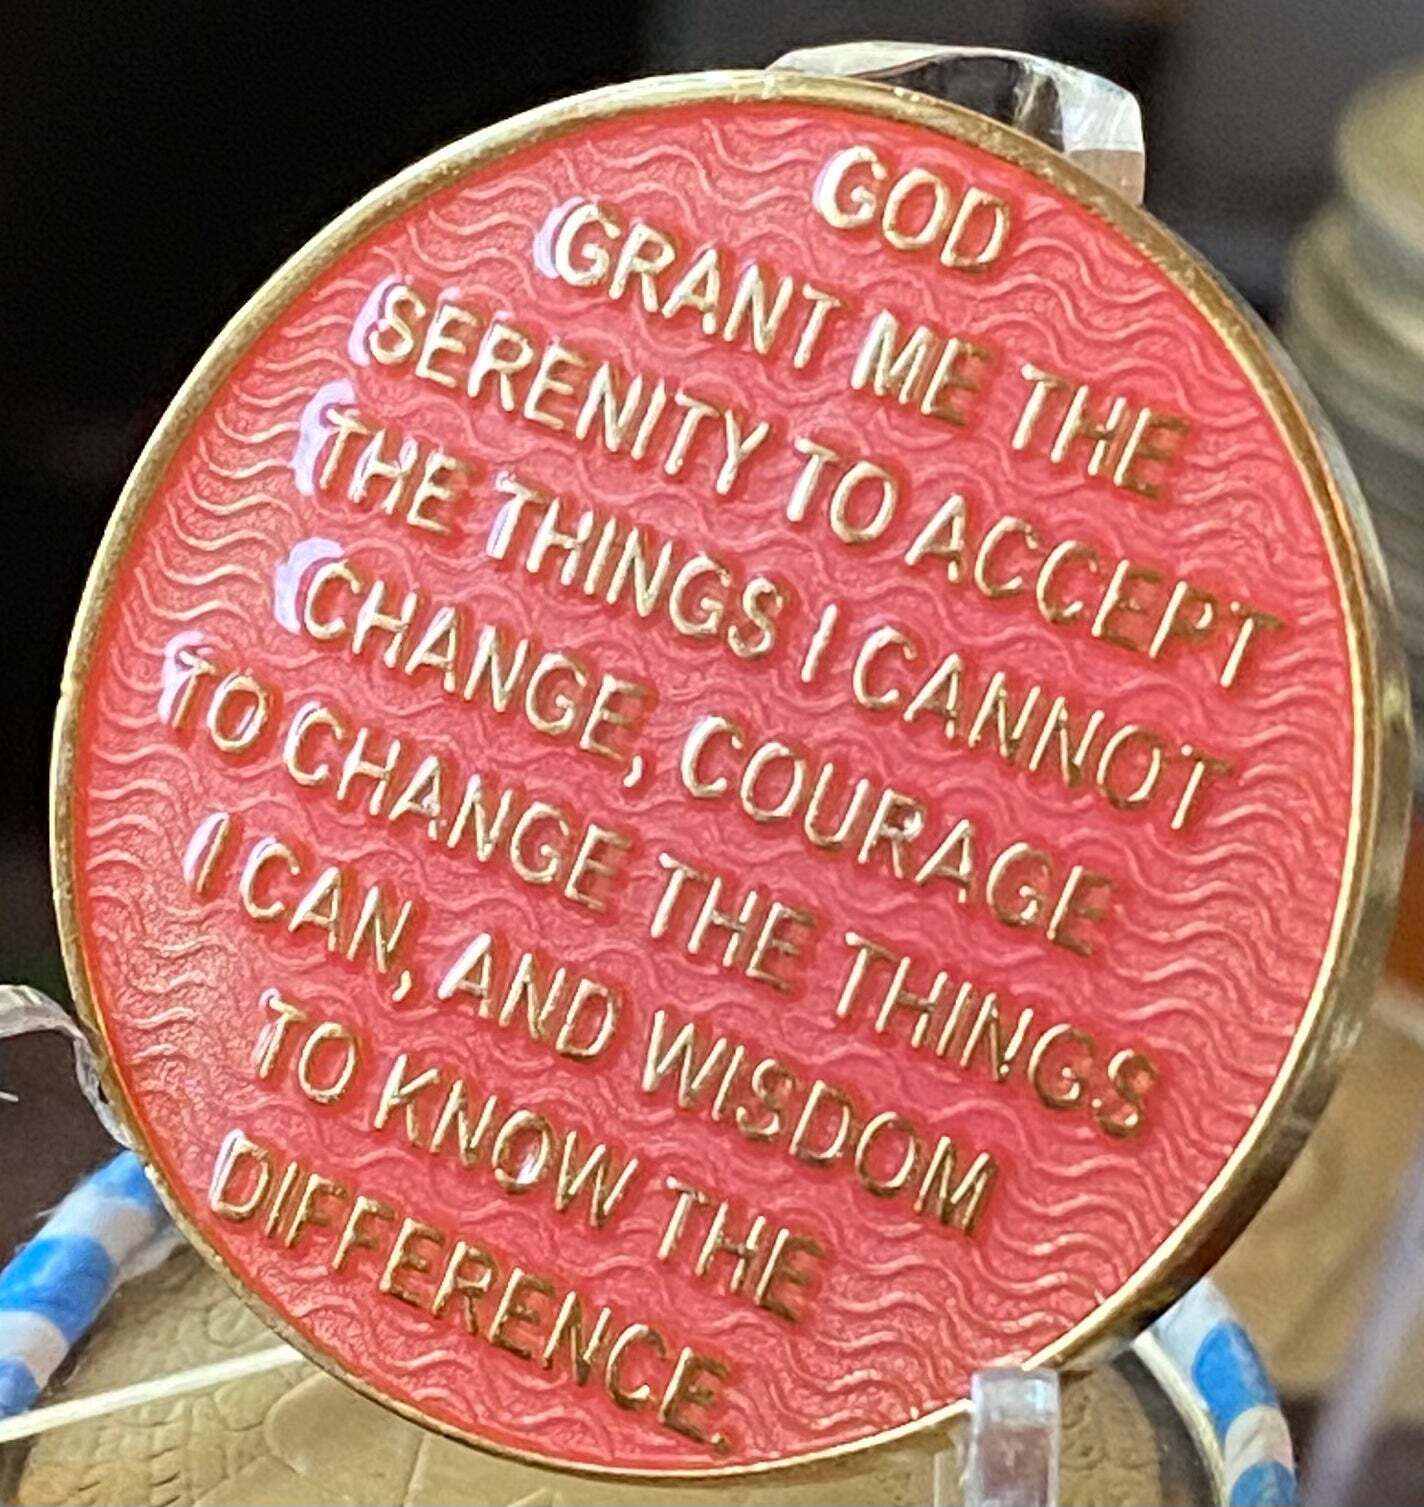 GOD
GRANT ME THE
SERENITY TO ACCEPT
THE THINGS I CANNOT
CHANGE, COURAGE
TO CHANGE THE THINGS
I CAN, AND WISDOM
TO KNOW THE
DIFFERENCE.